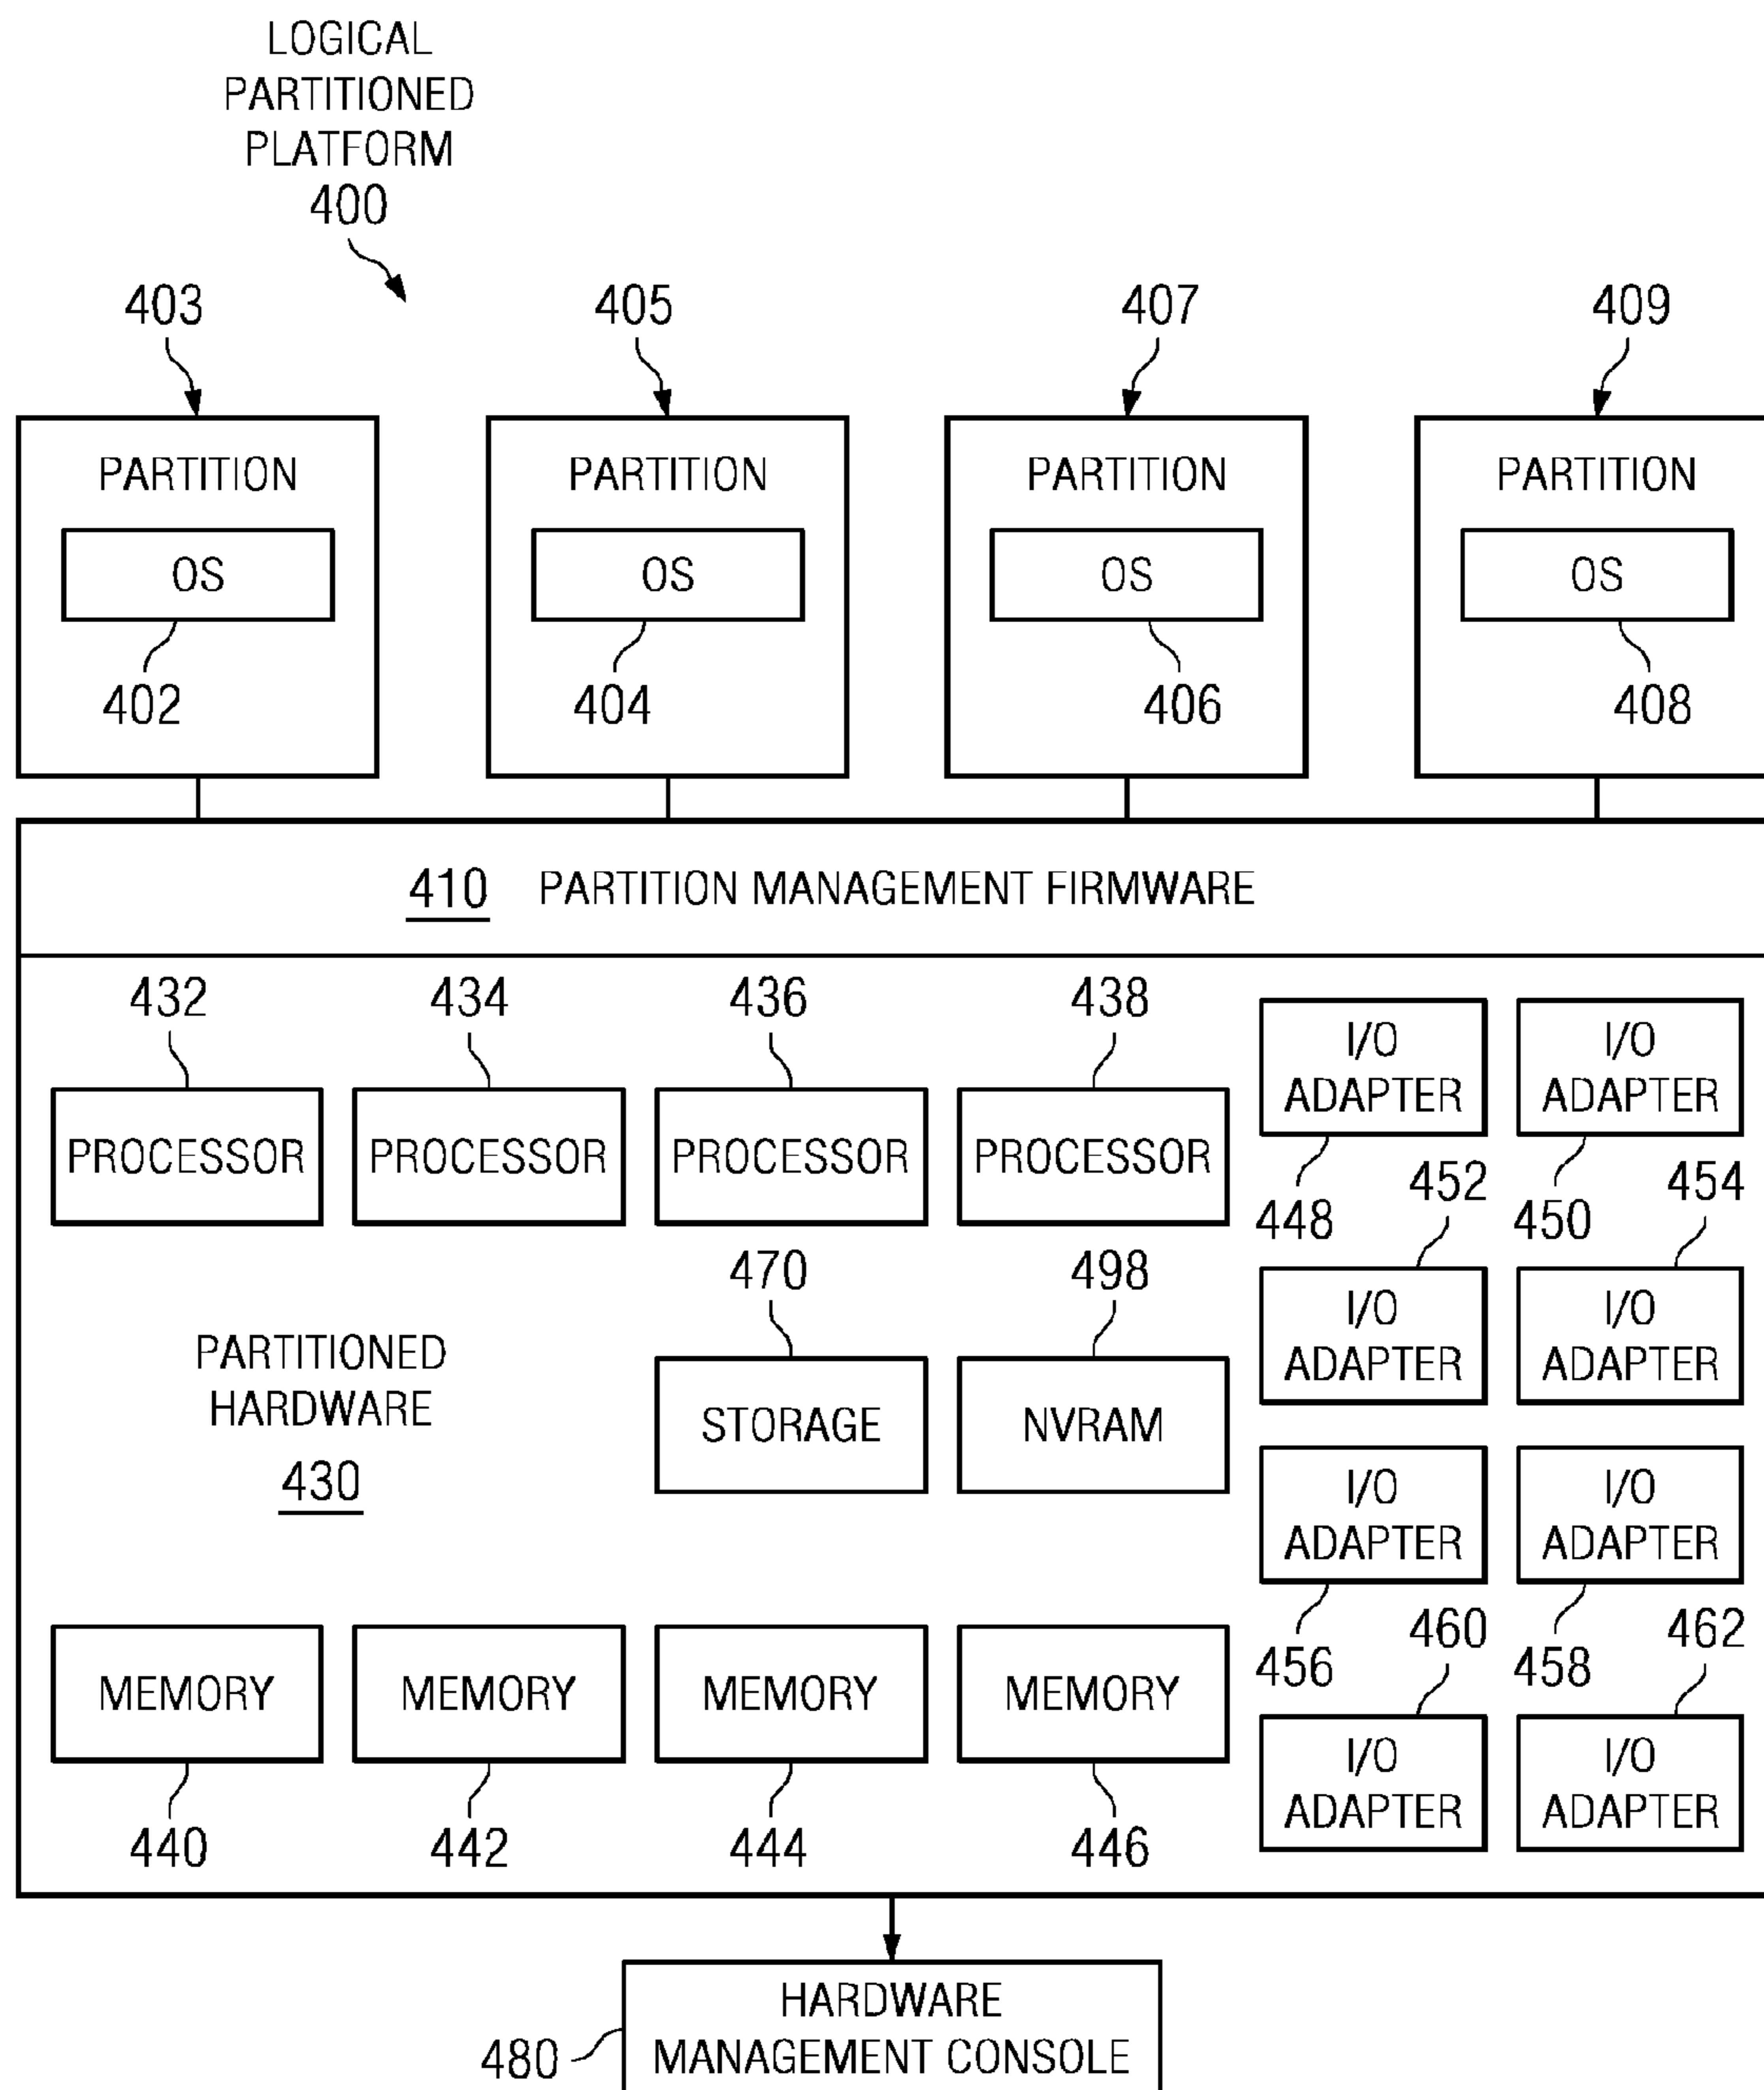 LOGICAL
PARTITIONED
PLATFORM
400
403 405 407 409
PARTITION PARTITION PARTITION PARTITION
OS OS OS OS
402 404 406 408
410 PARTITION MANAGEMENT FIRMWARE
432 434 436 438
PROCESSOR PROCESSOR PROCESSOR PROCESSOR
I/O
ADAPTER
448
I/O
ADAPTER
450
470 498
STORAGE NVRAM
452
I/O
ADAPTER
454
I/O
ADAPTER
PARTITIONED
HARDWARE
430
I/O
ADAPTER
456
I/O
ADAPTER
458
MEMORY MEMORY MEMORY MEMORY
440 442 444 446
460
I/O
ADAPTER
462
I/O
ADAPTER
HARDWARE
MANAGEMENT CONSOLE
480